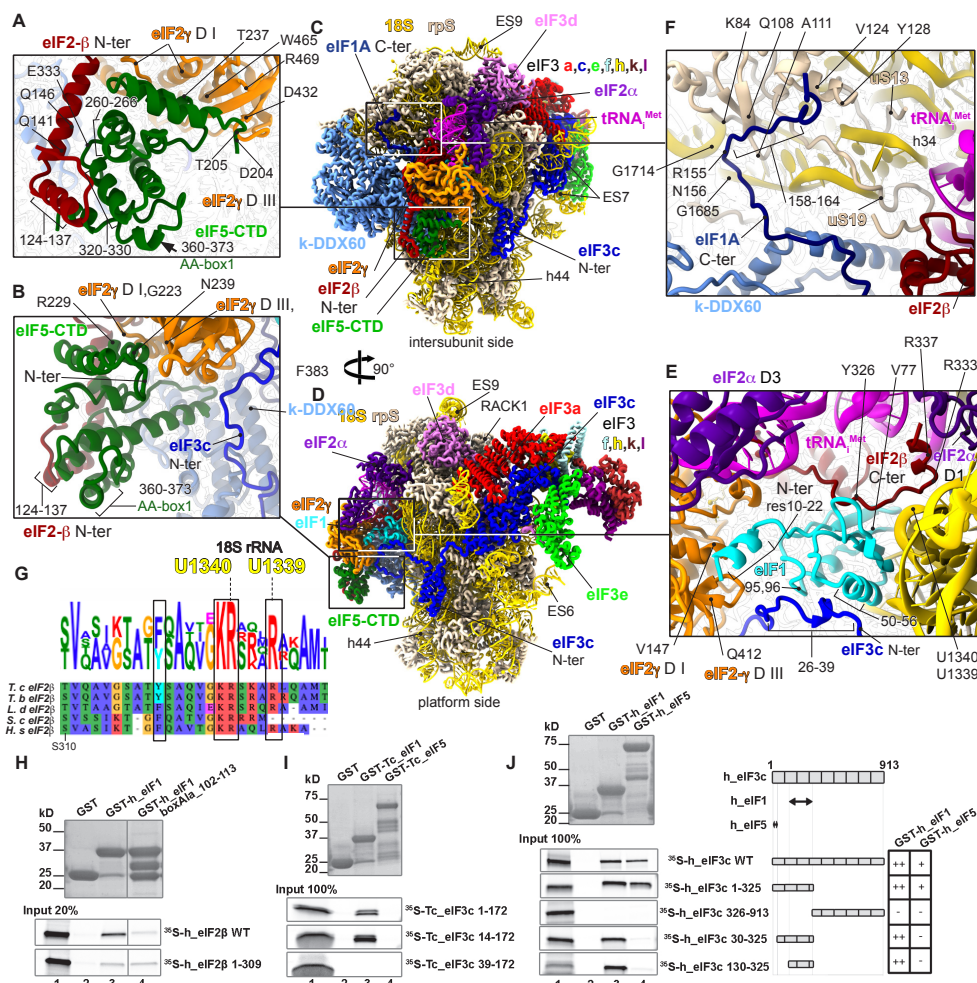 A
eIF2-β N-ter
eIF2γ D I
T237
W465
R469
E333
Q146
260-266
D432
Q141
T205
D204
eIF2γ D III
eIF5-CTD
124-137
360-373
320-330
AA-box1
B
eIF2γ D I,
G223
N239
R229
eIF2γ D III,
eIF5-CTD
N-ter
k-DDX60
eIF3c
N-ter
360-373
124-137
AA-box1
eIF2-β N-ter
C
18S rpS
ES9
eIF3d
eIF1A C-ter
eIF3 a,c,e,f,h,k,l
eIF2α
tRNAiMet
ES7
k-DDX60
eIF3c
N-ter
eIF2γ
h44
eIF2β
N-ter
eIF5-CTD
intersubunit side
F383
90°
D
18S rpS
ES9
eIF3d
RACK1
eIF3a
eIF3c
eIF3
f,h,k,l
eIF2α
eIF2γ
eIF1
eIF5-CTD
eIF3e
ES6
h44
eIF3c
N-ter
platform side
F
K84
Q108
A111
V124
Y128
uS13
tRNAiMet
h34
G1714
R155
N156
158-164
G1685
uS19
eIF1A
C-ter
k-DDX60
eIF2β
R337
E
eIF2α D3
Y326
V77
R333
tRNAiMet
eIF2β
C-ter
eIF2α
D1
N-ter
res10-22
eIF1
95,96
50-56
V147
Q412
26-39
eIF3c N-ter
U1340
U1339
eIF2γ D I
eIF2-γ D III
G
18S rRNA
U1340
U1339
T. c eIF2β
T. b eIF2β
L. d eIF2β
S. c eIF2β
H. s eIF2β
S310
H
GST
GST-h_eIF1
GST-h_eIF1
boxAla_102-113
kD
50
37
25
20
Input 20%
35S-h_eIF2β WT
35S-h_eIF2β 1-309
1 2 3 4
I
GST
GST-Tc_eIF1
GST-Tc_eIF5
kD
75
50
37
25
20
Input 100%
35S-Tc_eIF3c 1-172
35S-Tc_eIF3c 14-172
35S-Tc_eIF3c 39-172
1 2 3 4
J
GST
GST-h_eIF1
GST-h_eIF5
kD
75
50
37
25
20
Input 100%
35S-h_eIF3c WT
35S-h_eIF3c 1-325
35S-h_eIF3c 326-913
35S-h_eIF3c 30-325
35S-h_eIF3c 130-325
1 2 3 4
1 913
h_eIF3c
h_eIF1
h_eIF5
GST-h_eIF1
GST-h_eIF5
++ +
++ +
- -
++ -
++ -